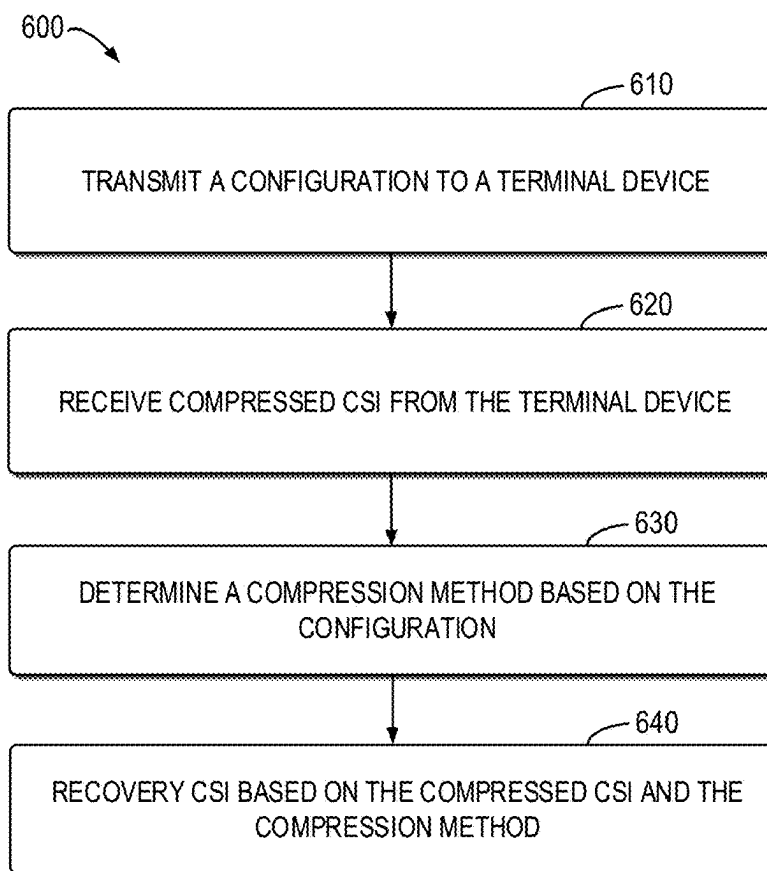 600
610
TRANSMIT A CONFIGURATION TO A TERMINAL DEVICE
620
RECEIVE COMPRESSED CSI FROM THE TERMINAL DEVICE
630
DETERMINE A COMPRESSION METHOD BASED ON THE
CONFIGURATION
640
RECOVERY CSI BASED ON THE COMPRESSED CSI AND THE
COMPRESSION METHOD